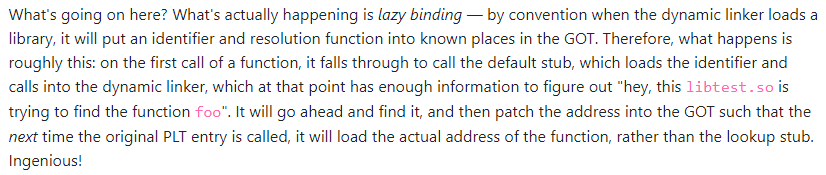 What's going on here? What's actually happening is lazy binding — by convention when the dynamic linker loads a
library, it will put an identifier and resolution function into known places in the GOT. Therefore, what happens is
roughly this: on the first call of a function, it falls through to call the default stub, which loads the identifier and
calls into the dynamic linker, which at that point has enough information to figure out "hey, this libtest.so is
trying to find the function foo". It will go ahead and find it, and then patch the address into the GOT such that the
next time the original PLT entry is called, it will load the actual address of the function, rather than the lookup stub.
Ingenious!